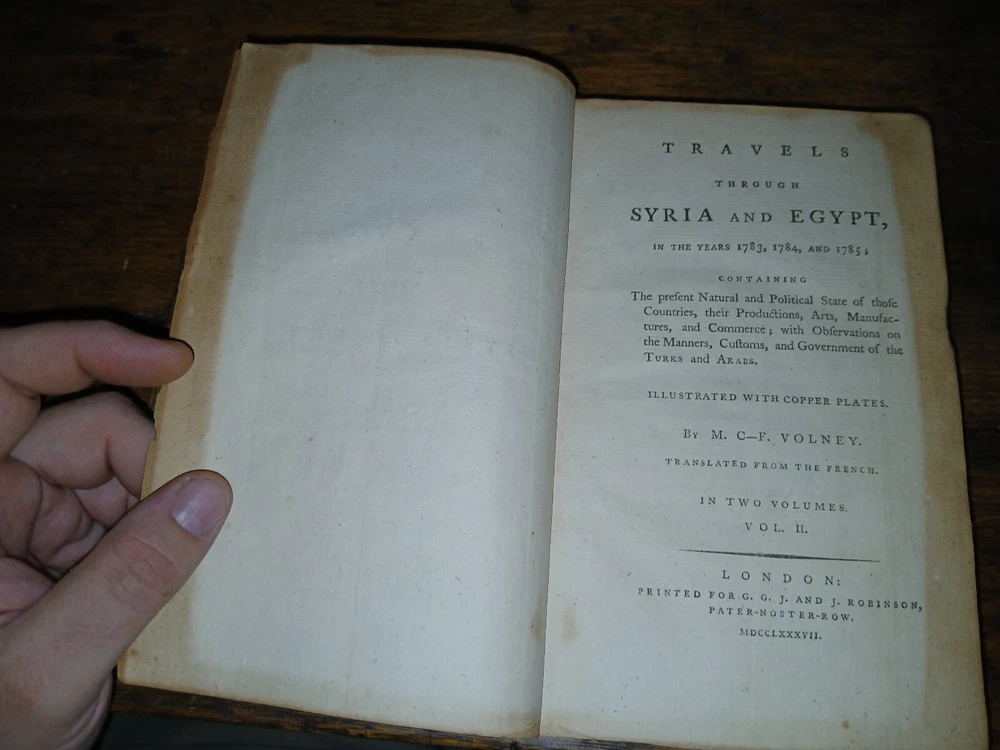 TRAVELS
THROUGH
SYRIA AND EGYPT,
IN THE YEARS 1783, 1784, AND 1785;
CONTAINING
The preſent Natural and Political State of thoſe
Countries, their Productions, Arts, Manufac-
tures, and Commerce; with Obſervations on
the Manners, Cuſtoms, and Government of the
TURKS and ARABS.
ILLUSTRATED WITH COPPER PLATES.
BY M. C—F. VOLNEY.
TRANSLATED FROM THE FRENCH.
IN TWO VOLUMES.
VOL. II.
LONDON:
PRINTED FOR G. G. J. AND J. ROBINSON,
PATER-NOSTER-ROW.
MDCCLXXXVII.